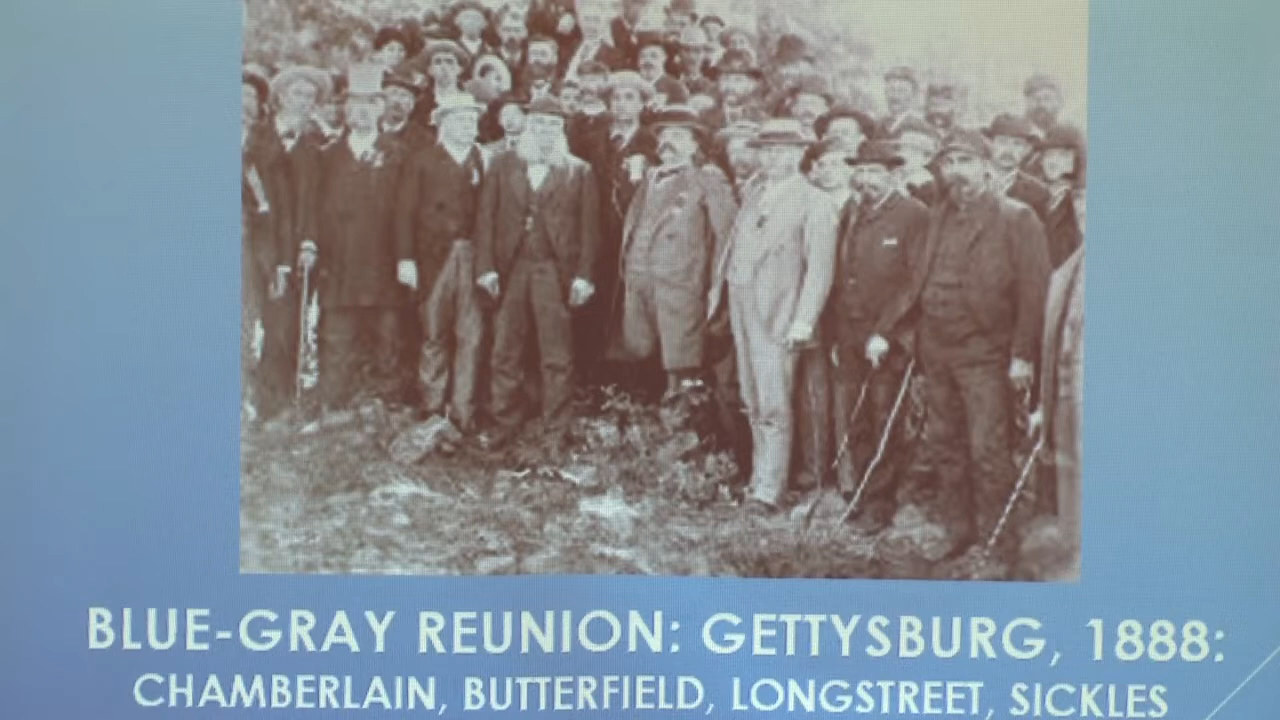 BLUE-GRAY REUNION: GETTYSBURG, 1888:
CHAMBERLAIN, BUTTERFIELD, LONGSTREET, SICKLES